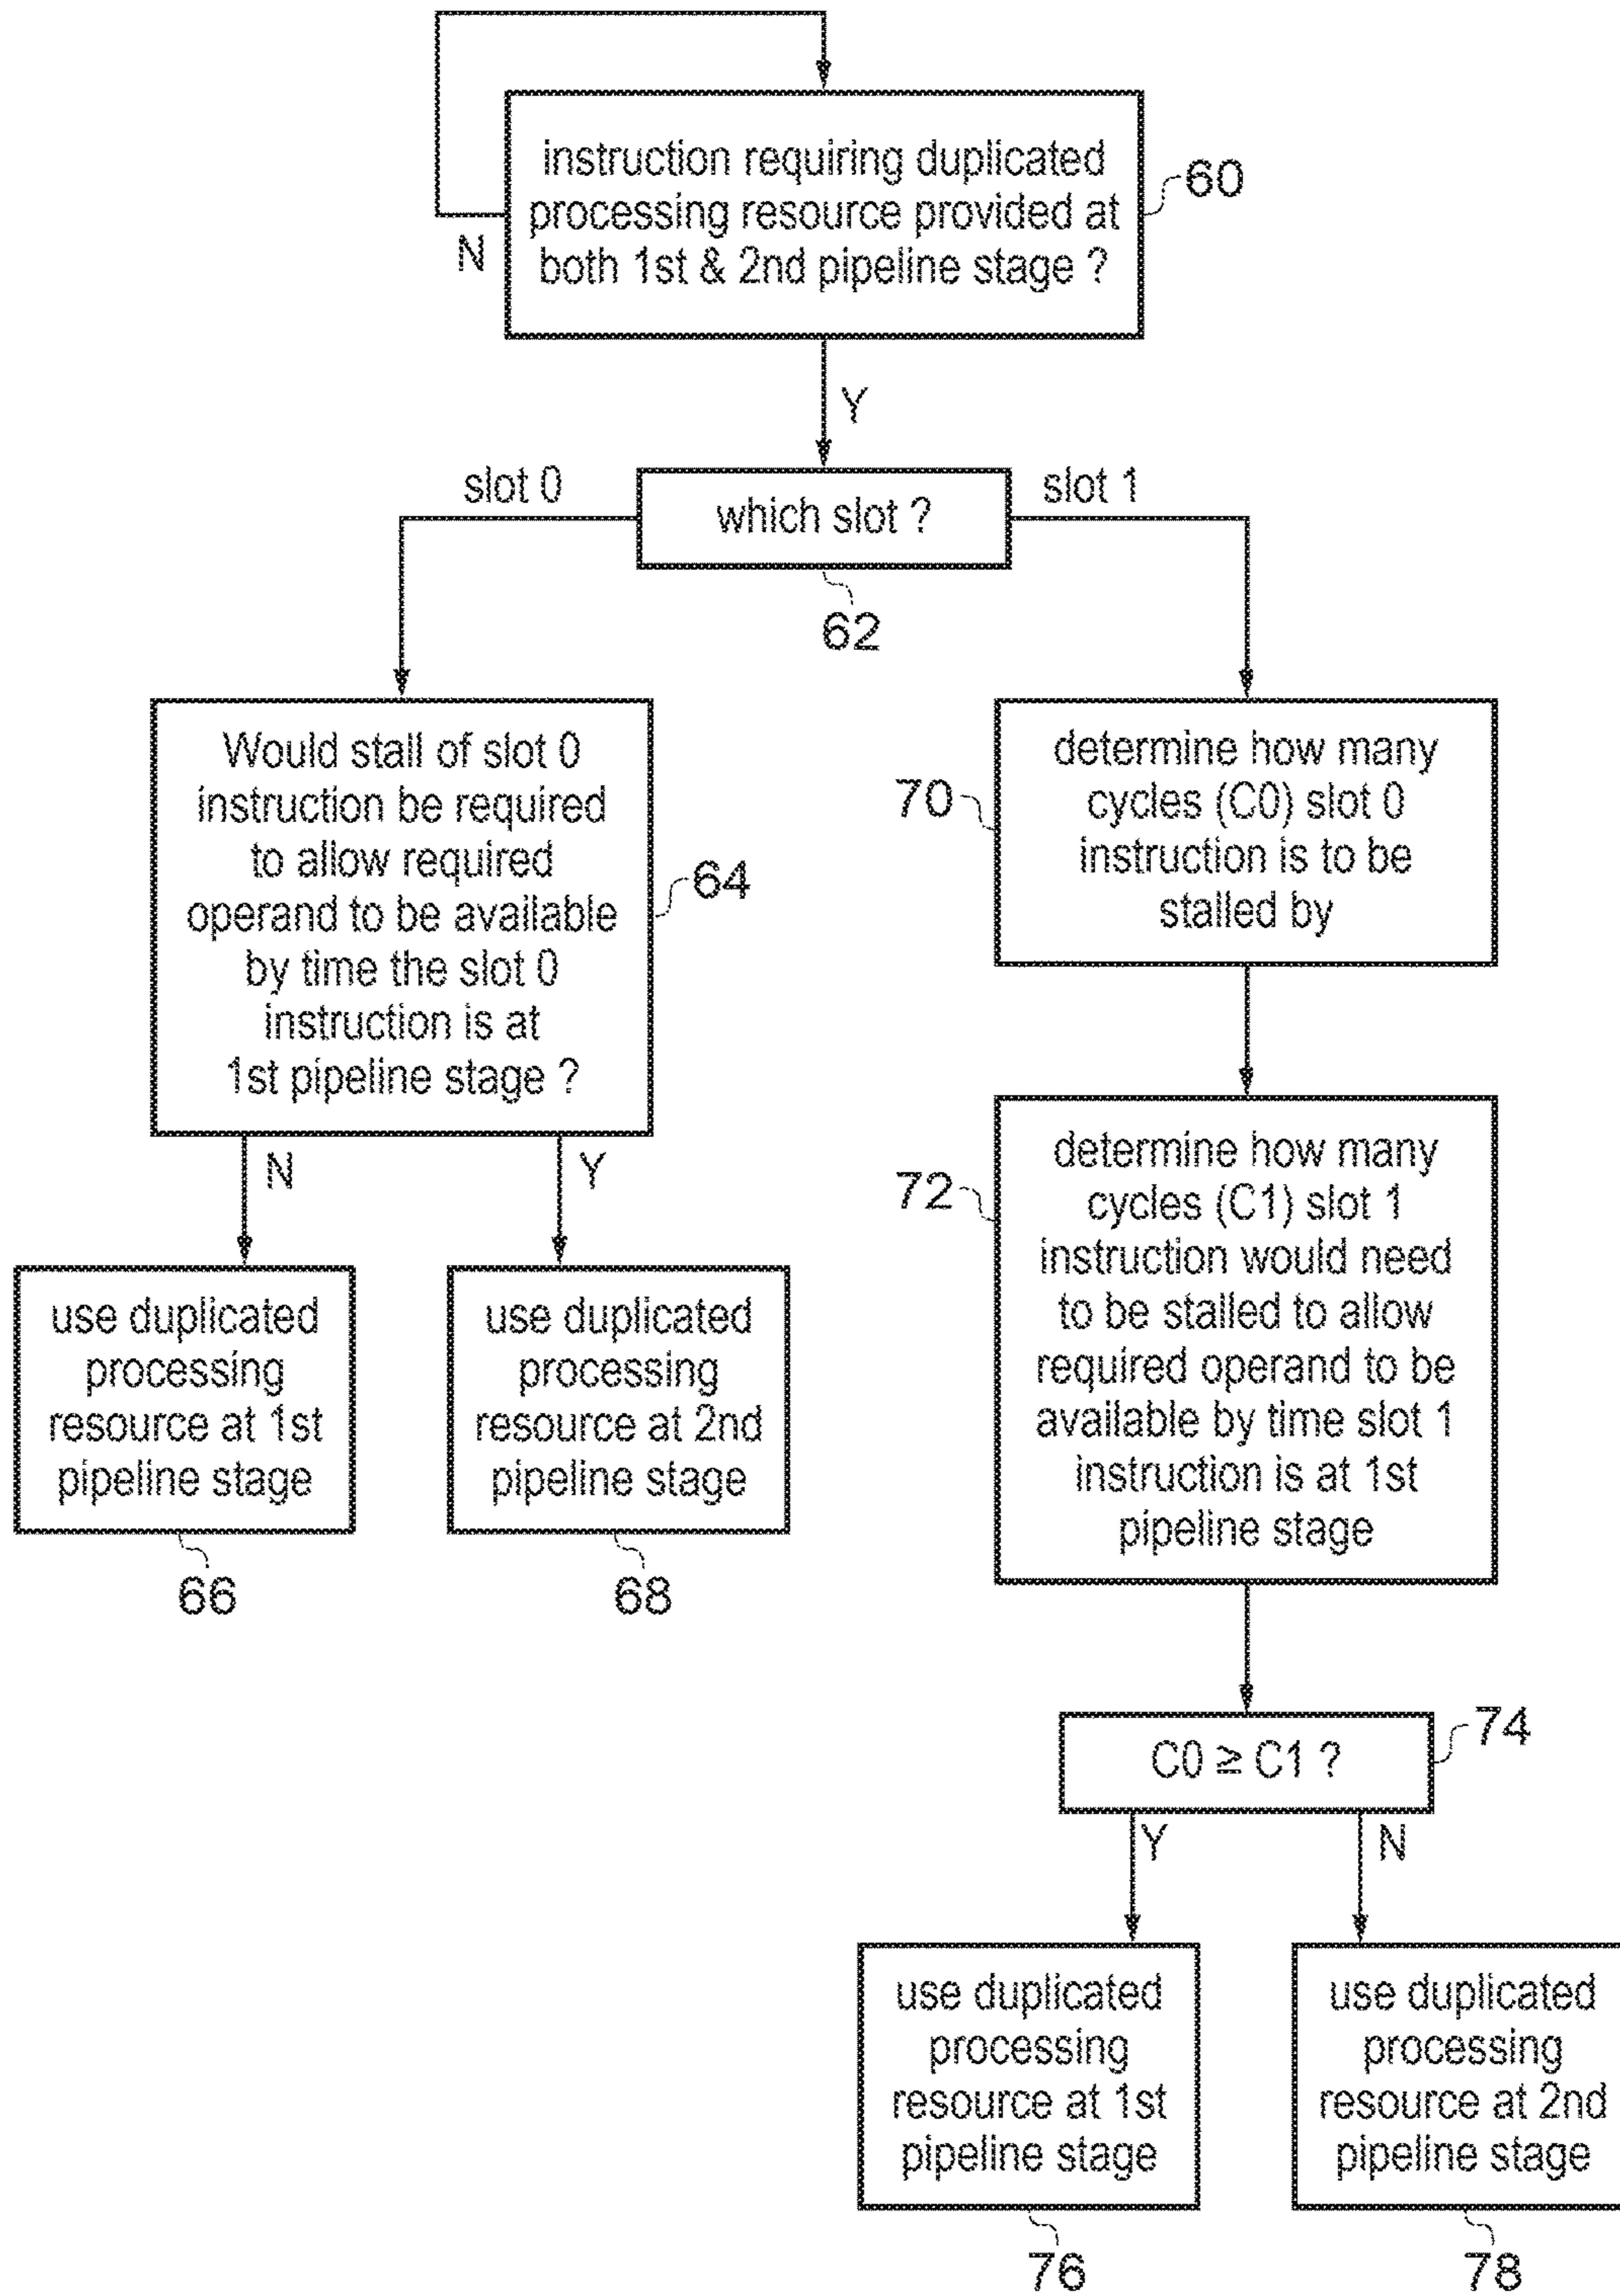 instruction requiring duplicated
processing resource provided at
both 1st & 2nd pipeline stage ?
60
N
Y
slot 0
which slot ?
slot 1
62
Would stall of slot 0
instruction be required
to allow required
operand to be available
by time the slot 0
instruction is at
1st pipeline stage ?
64
N
Y
use duplicated
processing
resource at 1st
pipeline stage
66
use duplicated
processing
resource at 2nd
pipeline stage
68
determine how many
cycles (C0) slot 0
instruction is to be
stalled by
70
determine how many
cycles (C1) slot 1
instruction would need
to be stalled to allow
required operand to be
available by time slot 1
instruction is at 1st
pipeline stage
72
C0 ≥ C1 ?
74
Y
N
use duplicated
processing
resource at 1st
pipeline stage
76
use duplicated
processing
resource at 2nd
pipeline stage
78